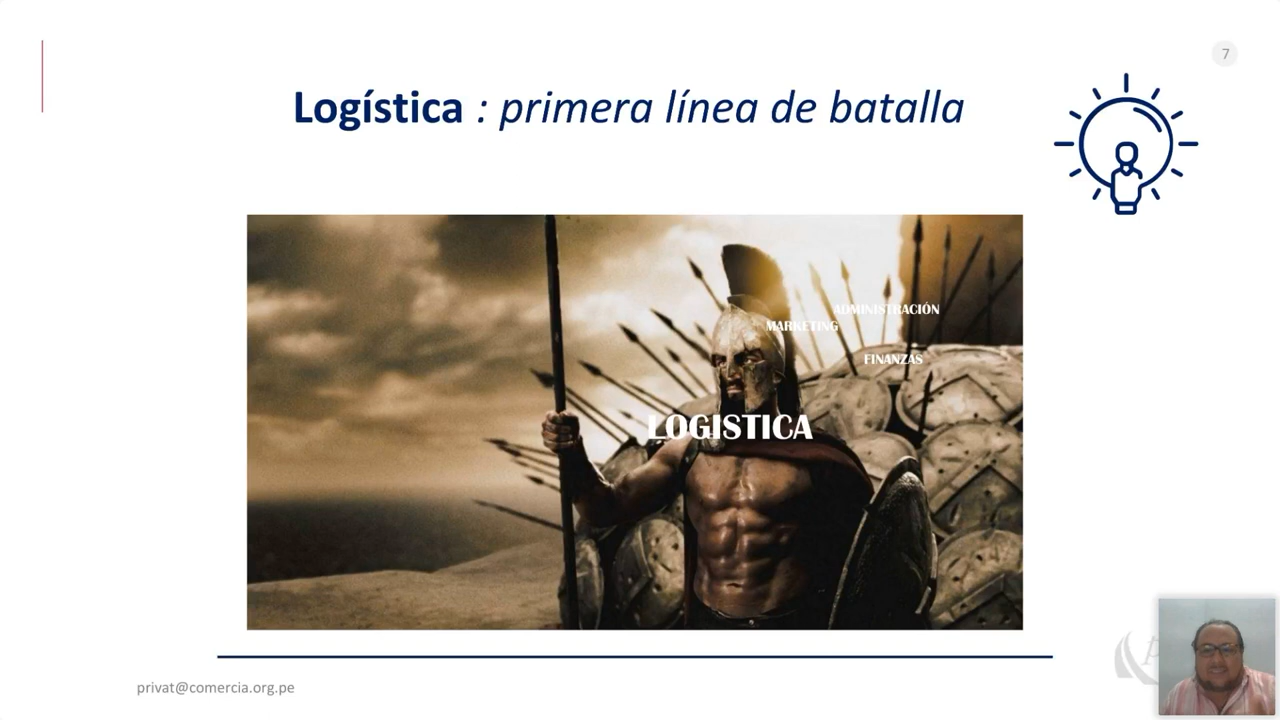 7
Logística : primera línea de batalla
ADMINISTRACIÓN
MARKETING
FINANZAS
LOGISTICA
privat@comercia.org.pe